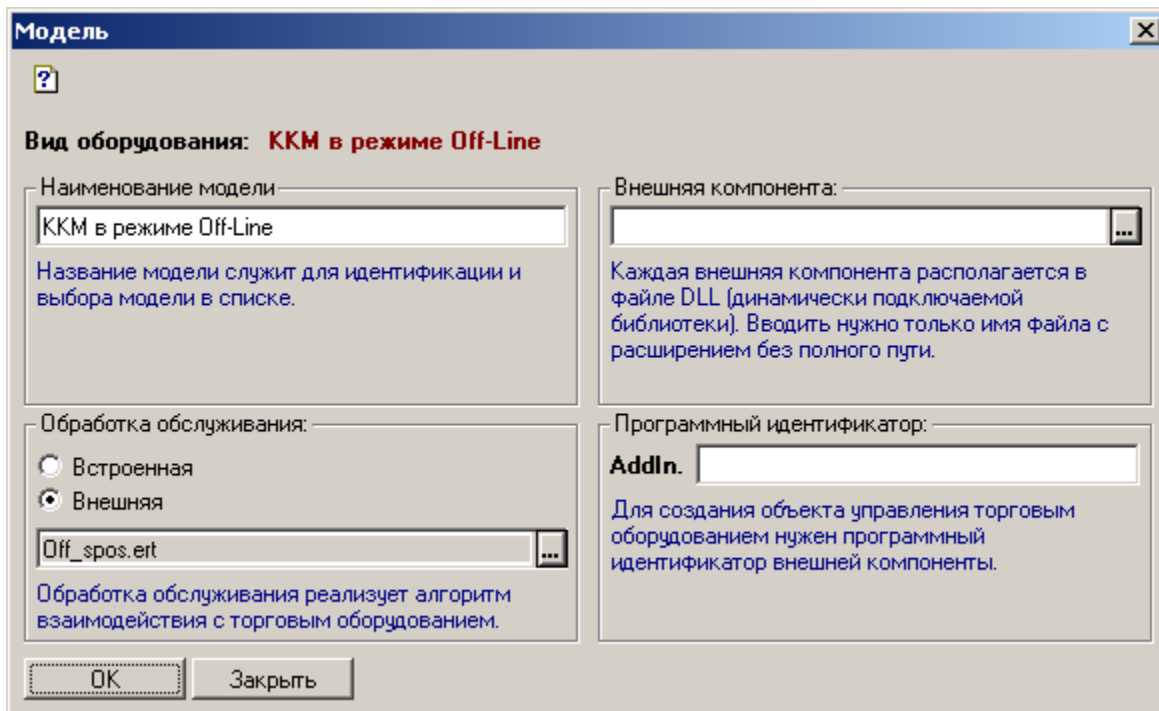 Модель
Вид оборудования: ККМ в режиме Off-Line
Наименование модели
ККМ в режиме Off-Line
Название модели служит для идентификации и
выбора модели в списке.
Внешняя компонента:
...
Каждая внешняя компонента располагается в
файле DLL (динамически подключаемой
библиотеки). Вводить нужно только имя файла с
расширением без полного пути.
Обработка обслуживания:
Встроенная
Внешняя
Off_spos.ert
...
Обработка обслуживания реализует алгоритм
взаимодействия с торговым оборудованием.
Программный идентификатор:
AddIn.
Для создания объекта управления торговым
оборудованием нужен программный
идентификатор внешней компоненты.
OK
Закрыть